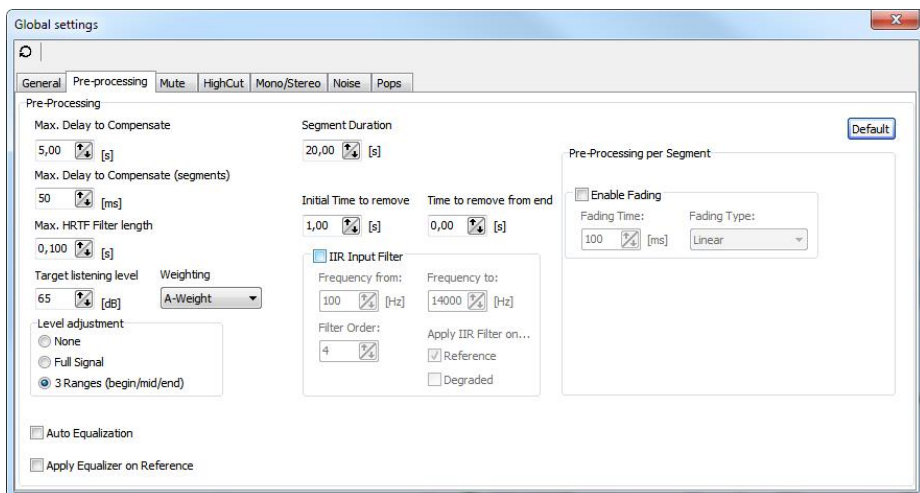 Global settings
General Pre-processing Mute HighCut Mono/Stereo Noise Pops
Pre-Processing
Max. Delay to Compensate
5,00 [s]
Max. Delay to Compensate (segments)
50 [ms]
Max. HRTF Filter length
0,100 [s]
Target listening level Weighting
65 [dB] A-Weight
Level adjustment
None
Full Signal
3 Ranges (begin/mid/end)
Auto Equalization
Apply Equalizer on Reference
Segment Duration
20,00 [s]
Initial Time to remove Time to remove from end
1,00 [s] 0,00 [s]
IIR Input Filter
Frequency from: Frequency to:
100 [Hz] 14000 [Hz]
Filter Order: Apply IIR Filter on...
4
Reference
Degraded
Default
Pre-Processing per Segment
Enable Fading
Fading Time: Fading Type:
100 [ms] Linear